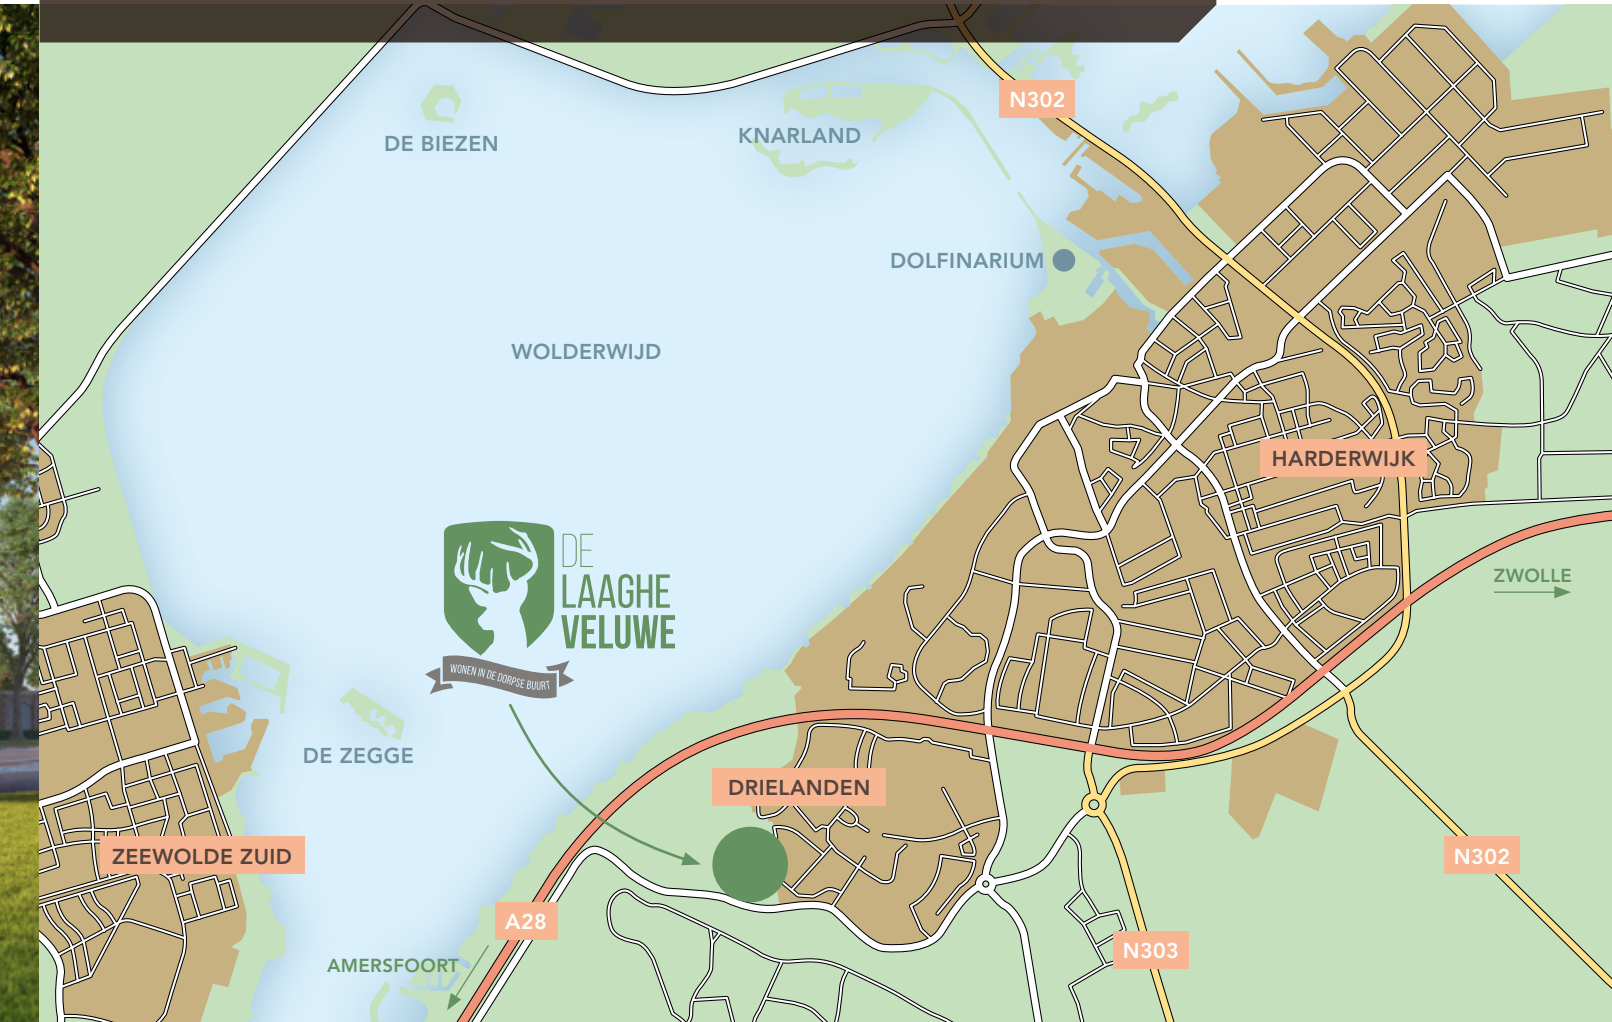 N302
DE BIEZEN
KNARLAND
DOLFINARIUM
WOLDERWIJD
HARDERWIJK
ZWOLLE
DE
LAAGHE
VELUWE
WONEN IN DE DORPSE BUURT
DE ZEGGE
DRIELANDEN
ZEEWOLDE ZUID
N302
A28
N303
AMERSFOORT